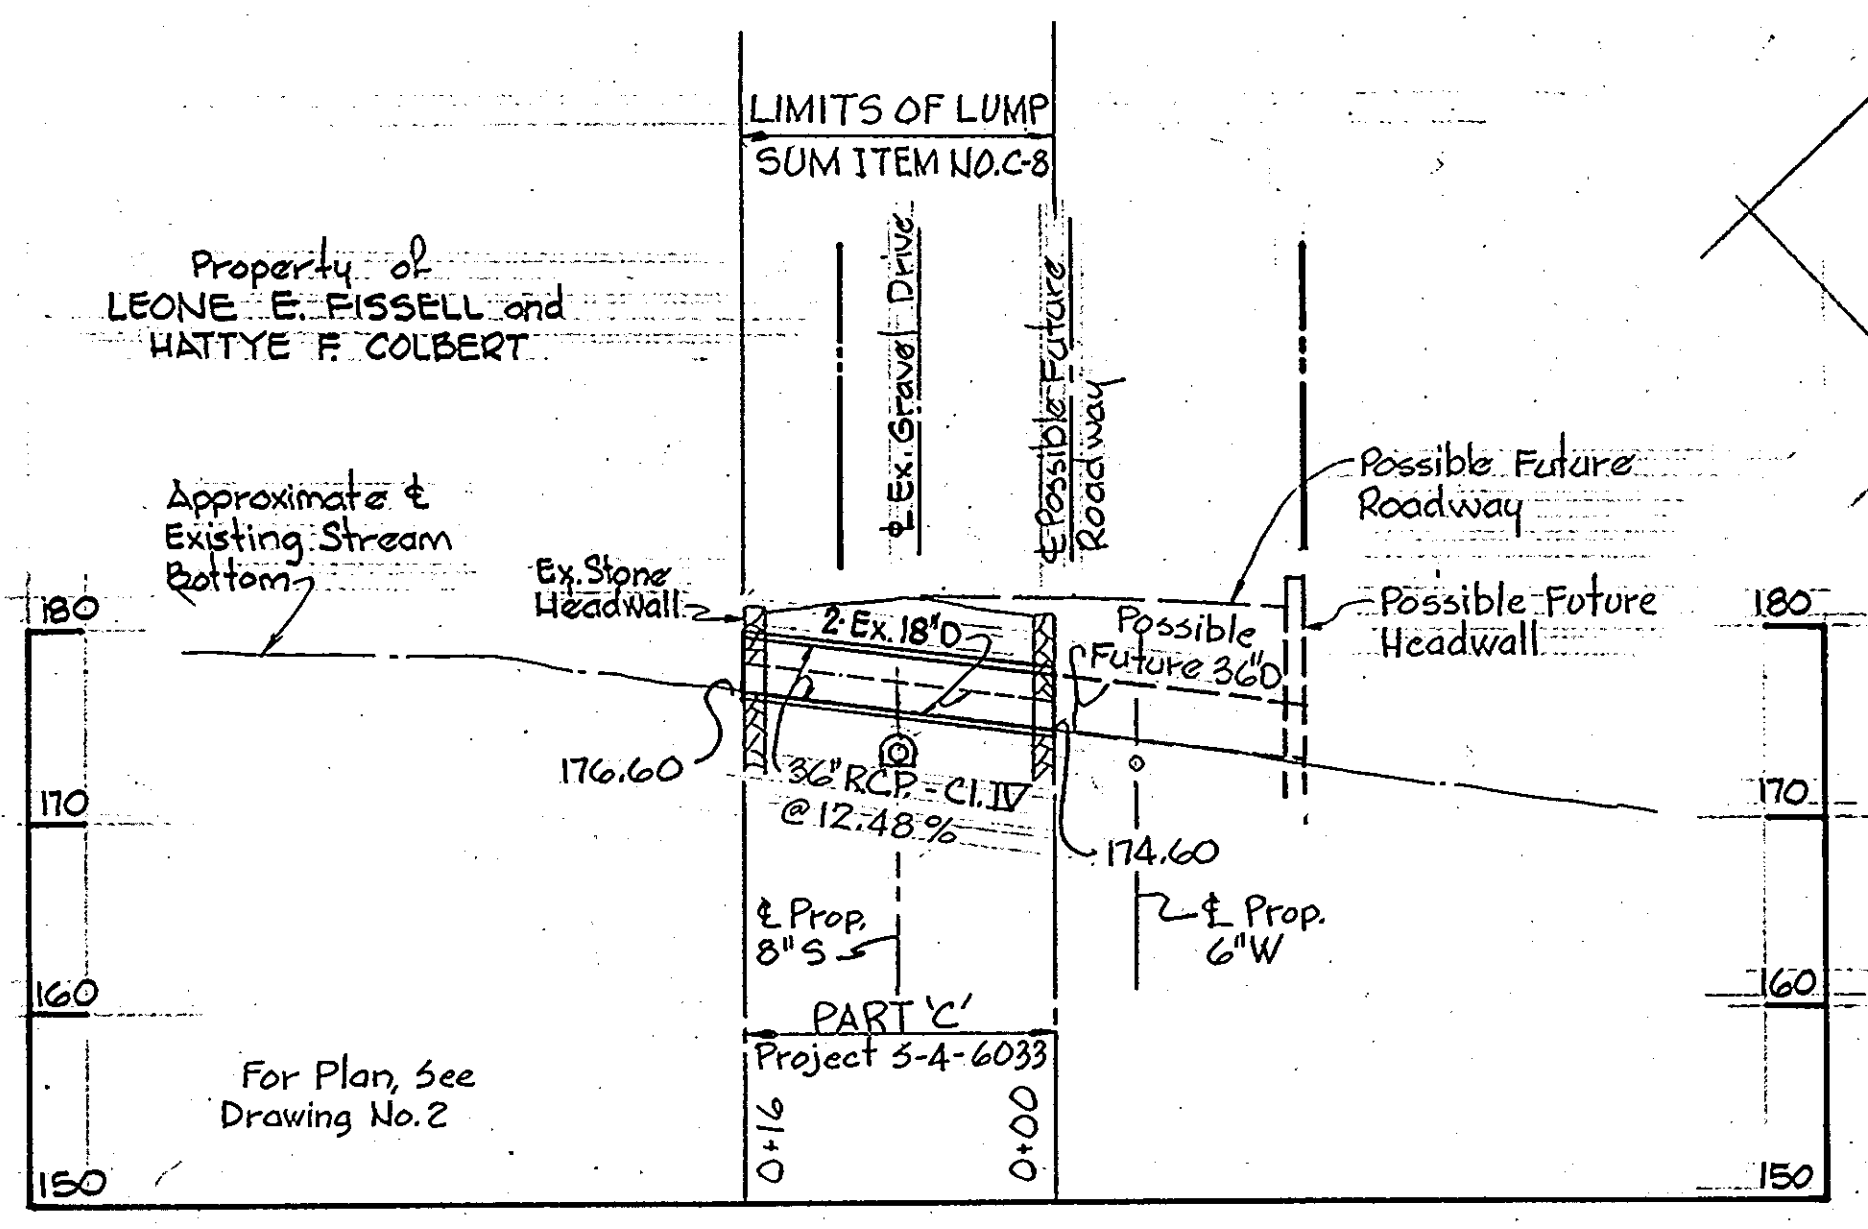 LIMITS OF LUMP
SUM ITEM NO. C-8
Property of
LEONE E. FISSELL and
HATTYE F. COLBERT
℄ Ex. Gravel Drive
℄ Possible Future
Roadway
Possible Future
Roadway
Approximate ℄
Existing Stream
Bottom
Ex. Stone
Headwall
2-Ex. 18"D
Possible
Future 36"D
Possible Future
Headwall
180
180
176.60
36" R.C.P. - Cl. IV
@ 12.48%
170
170
174.60
℄ Prop.
8" S
℄ Prop.
6" W
160
160
PART 'C'
Project 5-4-6033
For Plan, See
Drawing No. 2
0+16
0+00
150
150